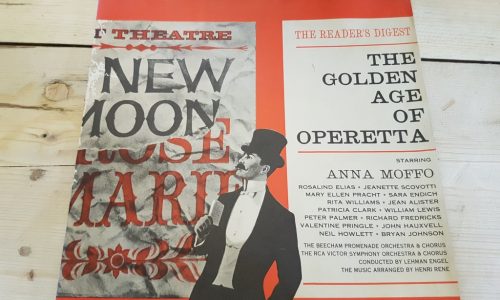 T THEATRE
NEW
MOON
ROSE
MARIE
THE READER'S DIGEST
THE
GOLDEN
AGE
OF
OPERETTA
STARRING
ANNA MOFFO
ROSALIND ELIAS • JEANETTE SCOVOTTI
MARY ELLEN PRACHT • SARA ENDICH
RITA WILLIAMS • JEAN ALISTER
PATRICIA CLARK • WILLIAM LEWIS
PETER PALMER • RICHARD FREDRICKS
VALENTINE PRINGLE • JOHN HAUXVELL
NEIL HOWLETT • BRYAN JOHNSON
THE BEECHAM PROMENADE ORCHESTRA & CHORUS
THE RCA VICTOR SYMPHONY ORCHESTRA & CHORUS
CONDUCTED BY LEHMAN ENGEL
THE MUSIC ARRANGED BY HENRI RENE